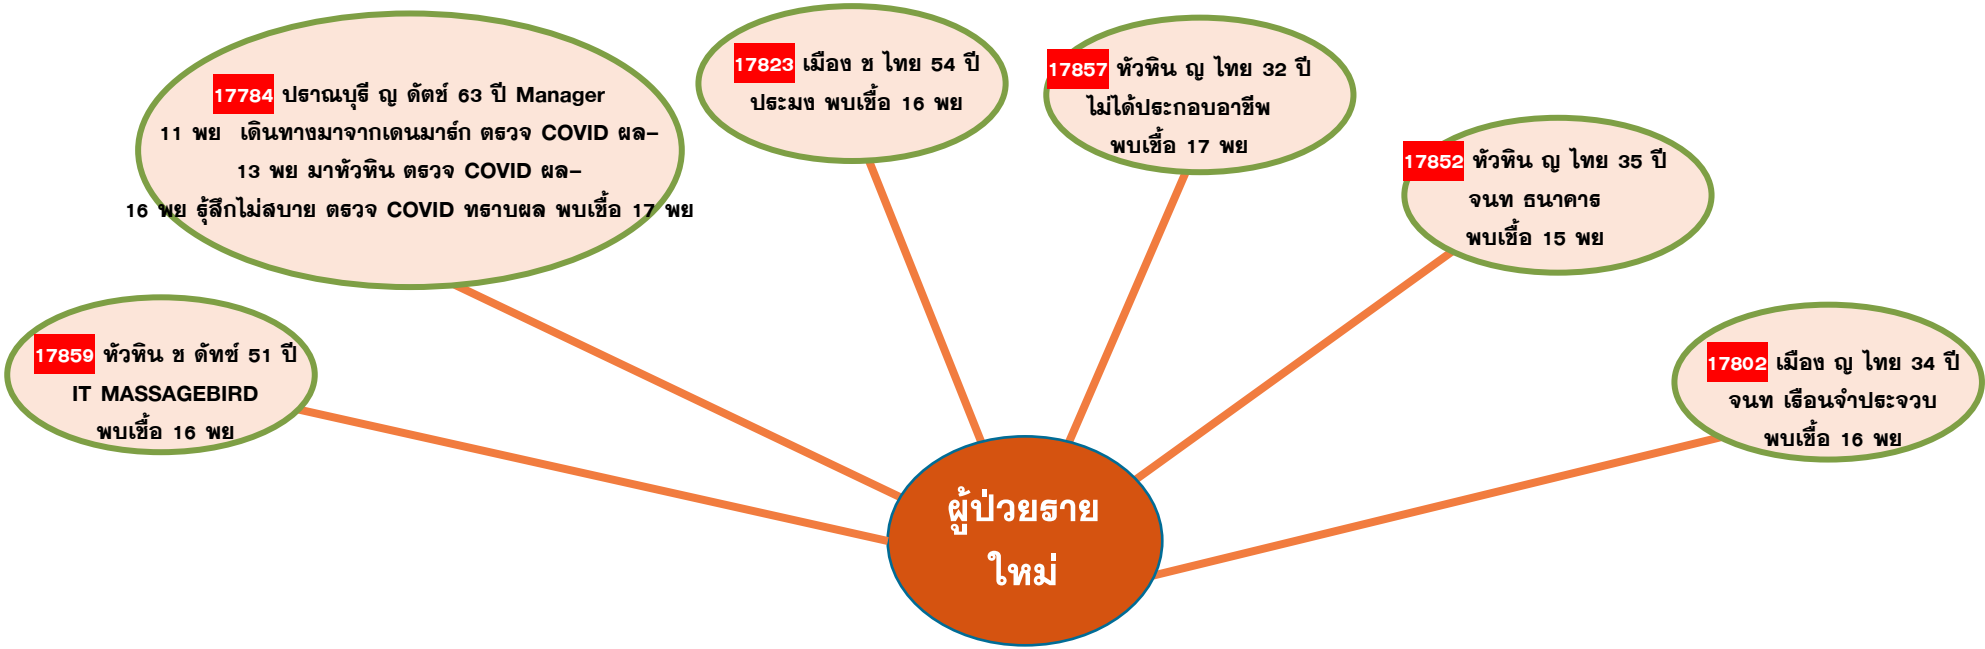 17784 ปราณบุรี ญ ดัตช์ 63 ปี Manager
11 พย เดินทางมาจากเดนมาร์ก ตรวจ COVID ผล-
13 พย มาหัวหิน ตรวจ COVID ผล-
16 พย รุ้สึกไม่สบาย ตรวจ COVID ทราบผล พบเชื้อ 17 พย
17823 เมือง ช ไทย 54 ปี
ประมง พบเชื้อ 16 พย
17857 หัวหิน ญ ไทย 32 ปี
ไม่ได้ประกอบอาชีพ
พบเชื้อ 17 พย
17852 หัวหิน ญ ไทย 35 ปี
จนท ธนาคาร
พบเชื้อ 15 พย
17859 หัวหิน ช ดัทช์ 51 ปี
IT MASSAGEBIRD
พบเชื้อ 16 พย
17802 เมือง ญ ไทย 34 ปี
จนท เรือนจำประจวบ
พบเชื้อ 16 พย
ผู้ป่วยราย
ใหม่